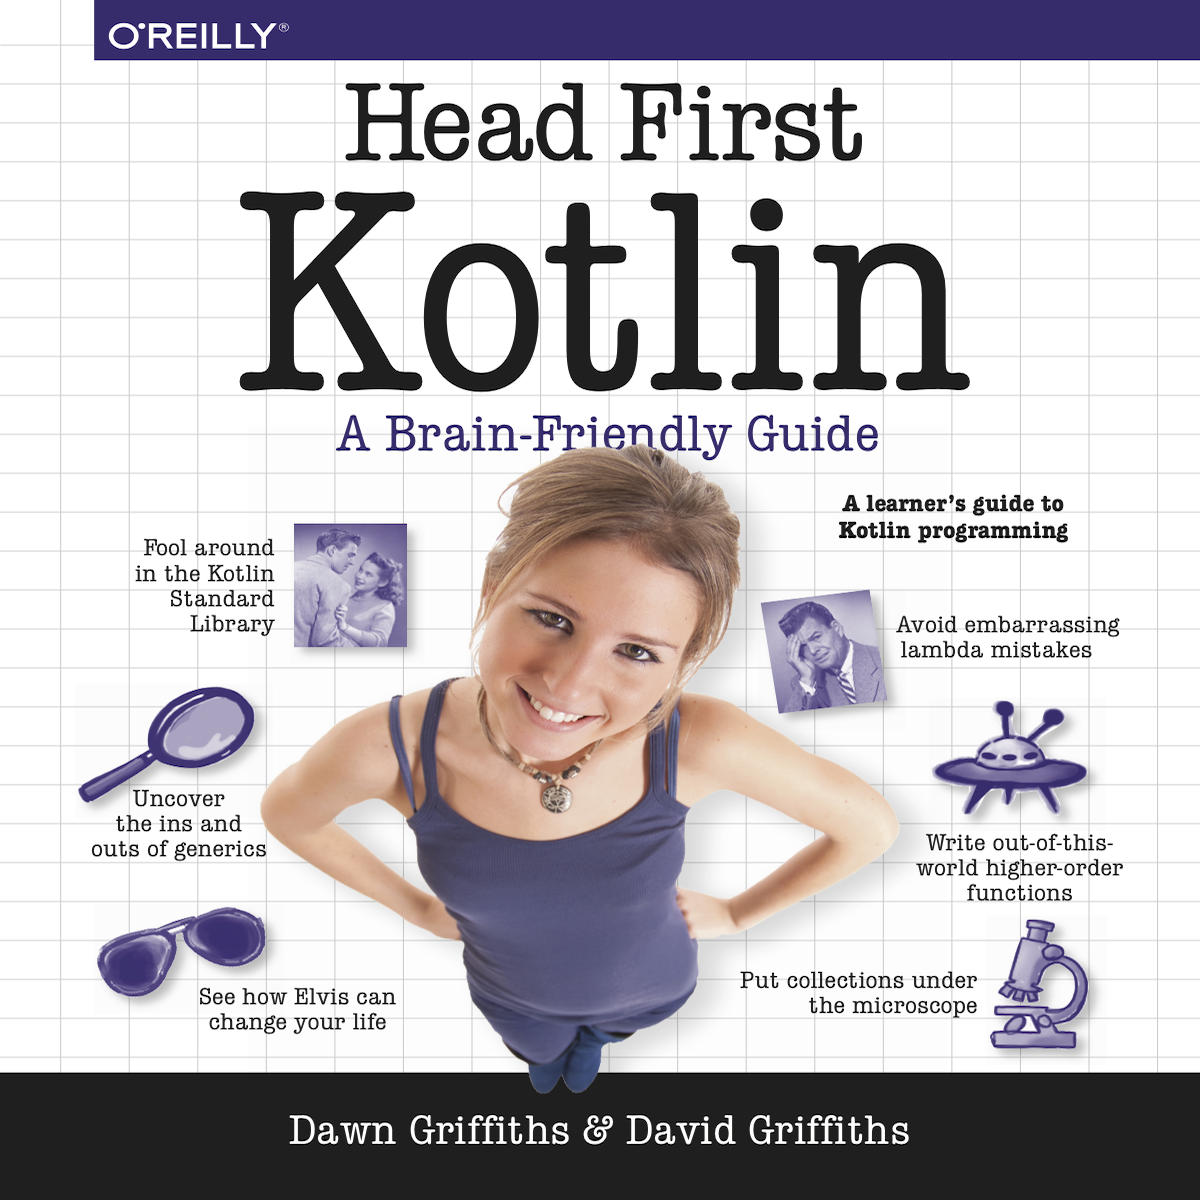 O'REILLY®
Head First
Kotlin
A Brain-Friendly Guide
A learner's guide to
Kotlin programming
Fool around
in the Kotlin
Standard
Library
Avoid embarrassing
lambda mistakes
Uncover
the ins and
outs of generics
Write out-of-this-
world higher-order
functions
See how Elvis can
change your life
Put collections under
the microscope
Dawn Griffiths & David Griffiths